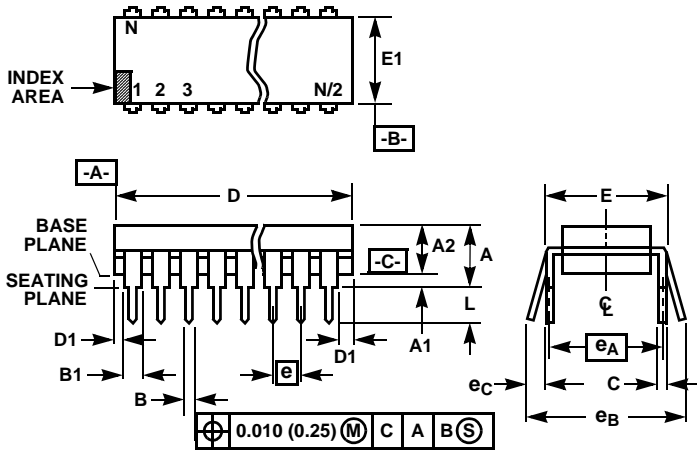 N
INDEX
AREA
1 2 3 N/2
E1
-B-
-A-
D
E
BASE
PLANE
SEATING
PLANE
-C-
A2
A
L
A1
D1
D1
B1
B
e
℄
eA
eC
C
eB
⌖ 0.010 (0.25) Ⓜ C A B Ⓢ